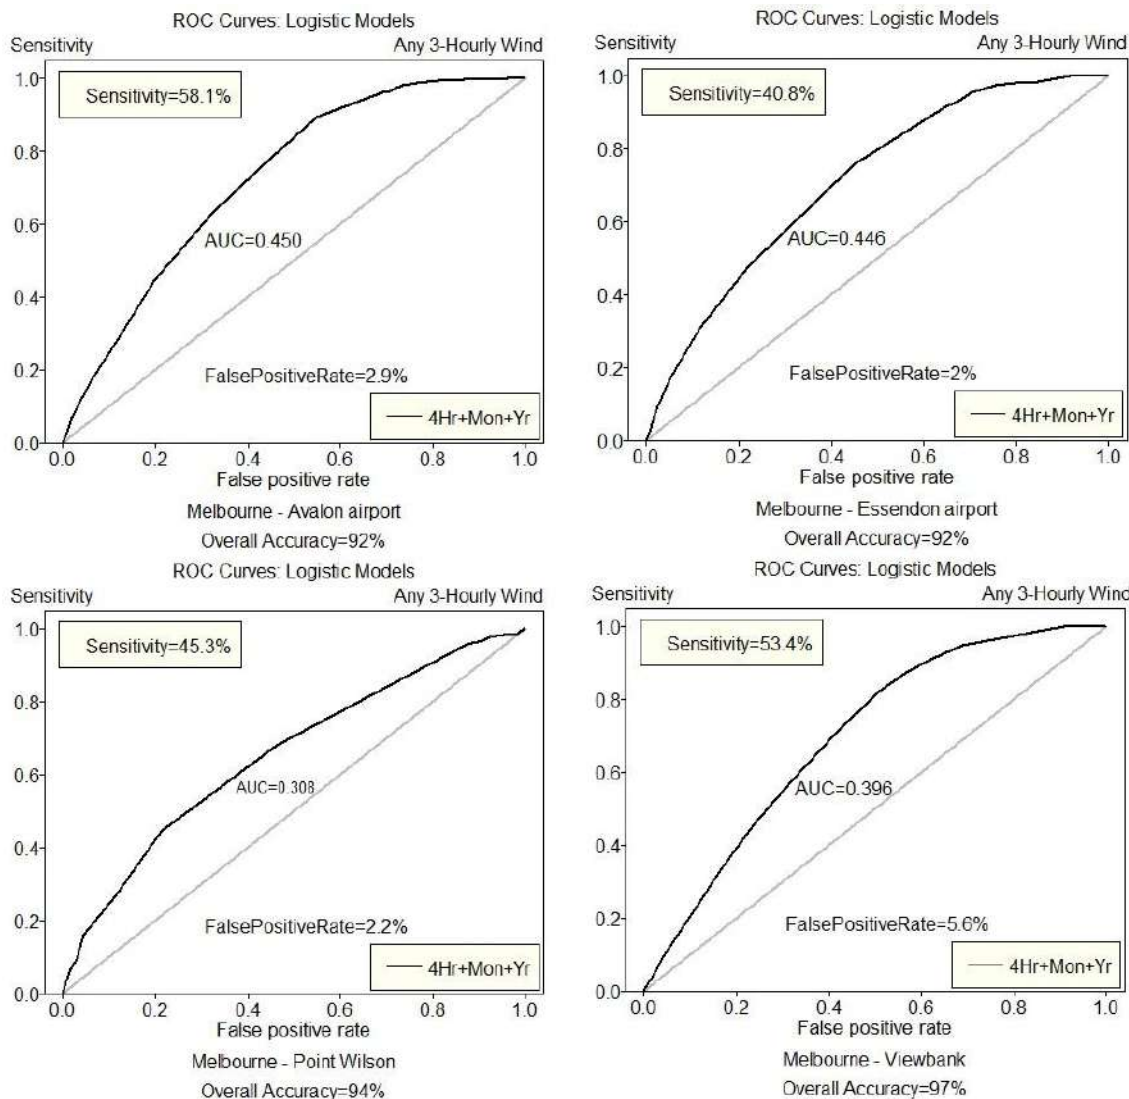 ROC Curves: Logistic Models
Sensitivity Any 3-Hourly Wind
1.0
Sensitivity=58.1%
0.8
0.6
AUC=0.450
0.4
0.2
FalsePositiveRate=2.9%
4Hr+Mon+Yr
0.0
0.0 0.2 0.4 0.6 0.8 1.0
False positive rate
Melbourne - Avalon airport
Overall Accuracy=92%
ROC Curves: Logistic Models
Sensitivity Any 3-Hourly Wind
1.0
Sensitivity=40.8%
0.8
0.6
AUC=0.446
0.4
0.2
FalsePositiveRate=2%
4Hr+Mon+Yr
0.0
0.0 0.2 0.4 0.6 0.8 1.0
False positive rate
Melbourne - Essendon airport
Overall Accuracy=92%
ROC Curves: Logistic Models
Sensitivity Any 3-Hourly Wind
1.0
Sensitivity=45.3%
0.8
0.6
AUC=0.308
0.4
0.2
FalsePositiveRate=2.2%
4Hr+Mon+Yr
0.0
0.0 0.2 0.4 0.6 0.8 1.0
False positive rate
Melbourne - Point Wilson
Overall Accuracy=94%
ROC Curves: Logistic Models
Sensitivity Any 3-Hourly Wind
1.0
Sensitivity=53.4%
0.8
0.6
AUC=0.396
0.4
0.2
FalsePositiveRate=5.6%
4Hr+Mon+Yr
0.0
0.0 0.2 0.4 0.6 0.8 1.0
False positive rate
Melbourne - Viewbank
Overall Accuracy=97%